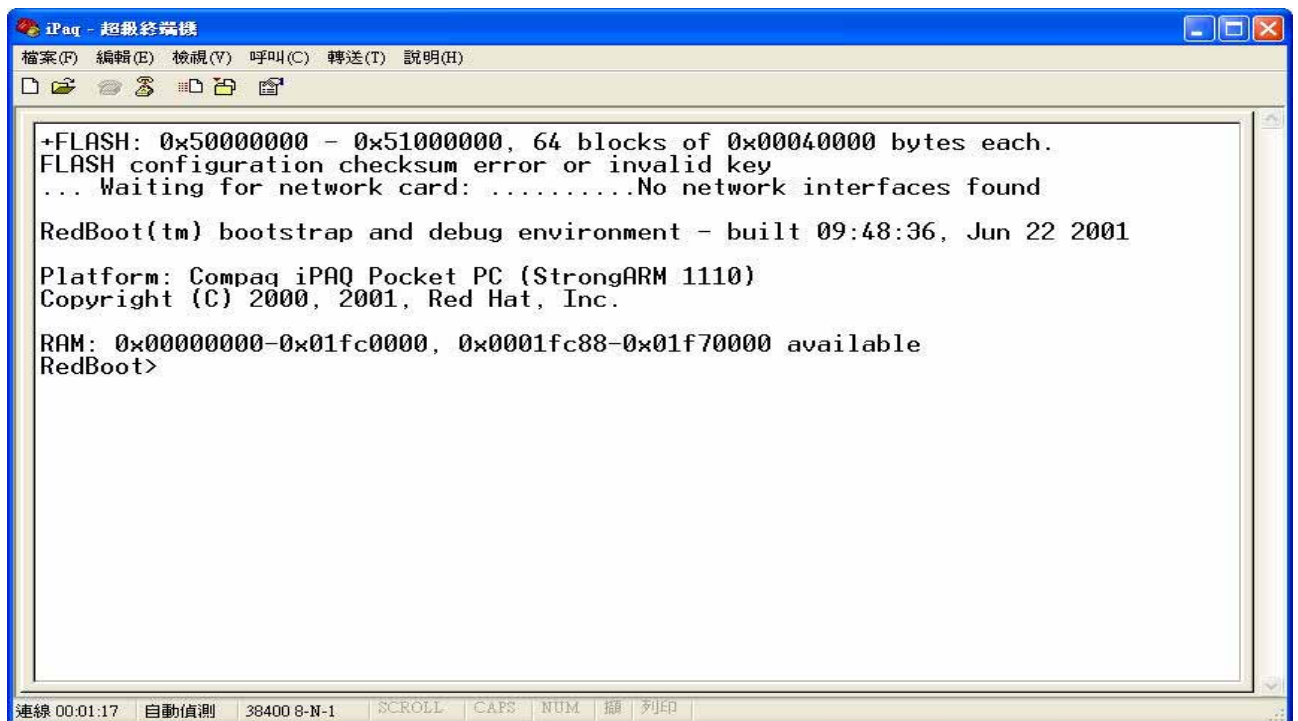 iPaq - 超級終端機
檔案(F) 編輯(E) 檢視(V) 呼叫(C) 轉送(T) 說明(H)
+FLASH: 0x50000000 - 0x51000000, 64 blocks of 0x00040000 bytes each.
FLASH configuration checksum error or invalid key
... Waiting for network card: ..........No network interfaces found
RedBoot(tm) bootstrap and debug environment - built 09:48:36, Jun 22 2001
Platform: Compaq iPAQ Pocket PC (StrongARM 1110)
Copyright (C) 2000, 2001, Red Hat, Inc.
RAM: 0x00000000-0x01fc0000, 0x0001fc88-0x01f70000 available
RedBoot>
連線 00:01:17 自動偵測 38400 8-N-1 SCROLL CAPS NUM 擷 列印